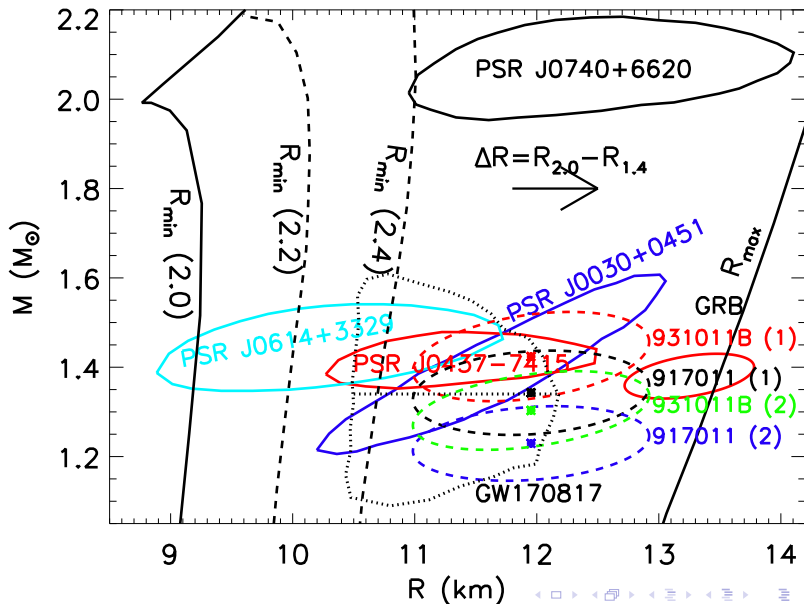 2.2
2.0
1.8
1.6
1.4
1.2
M (M⊙)
PSR J0740+6620
ΔR=R2.0−R1.4
Rmin (2.0)
Rmin (2.2)
Rmin (2.4)
Rmax
PSR J0030+0451
GRB
PSR J0614+3329
931011B (1)
PSR J0437−7415
917011 (1)
931011B (2)
917011 (2)
GW170817
9
10
11
12
13
14
R (km)